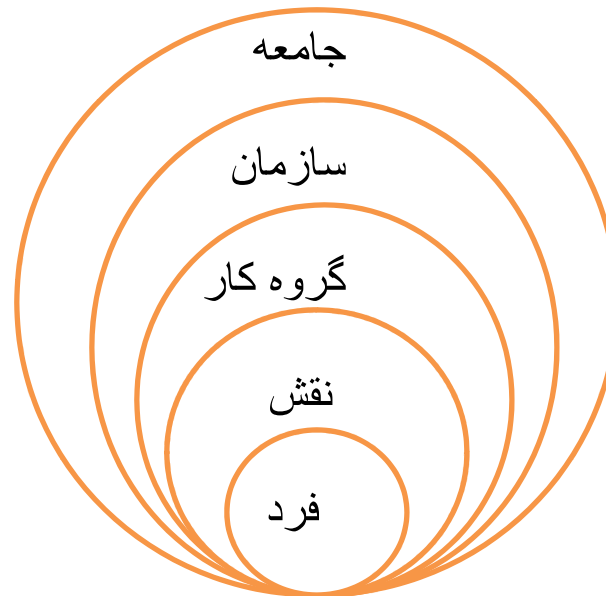 جامعه
سازمان
گروه کار
نقش
فرد